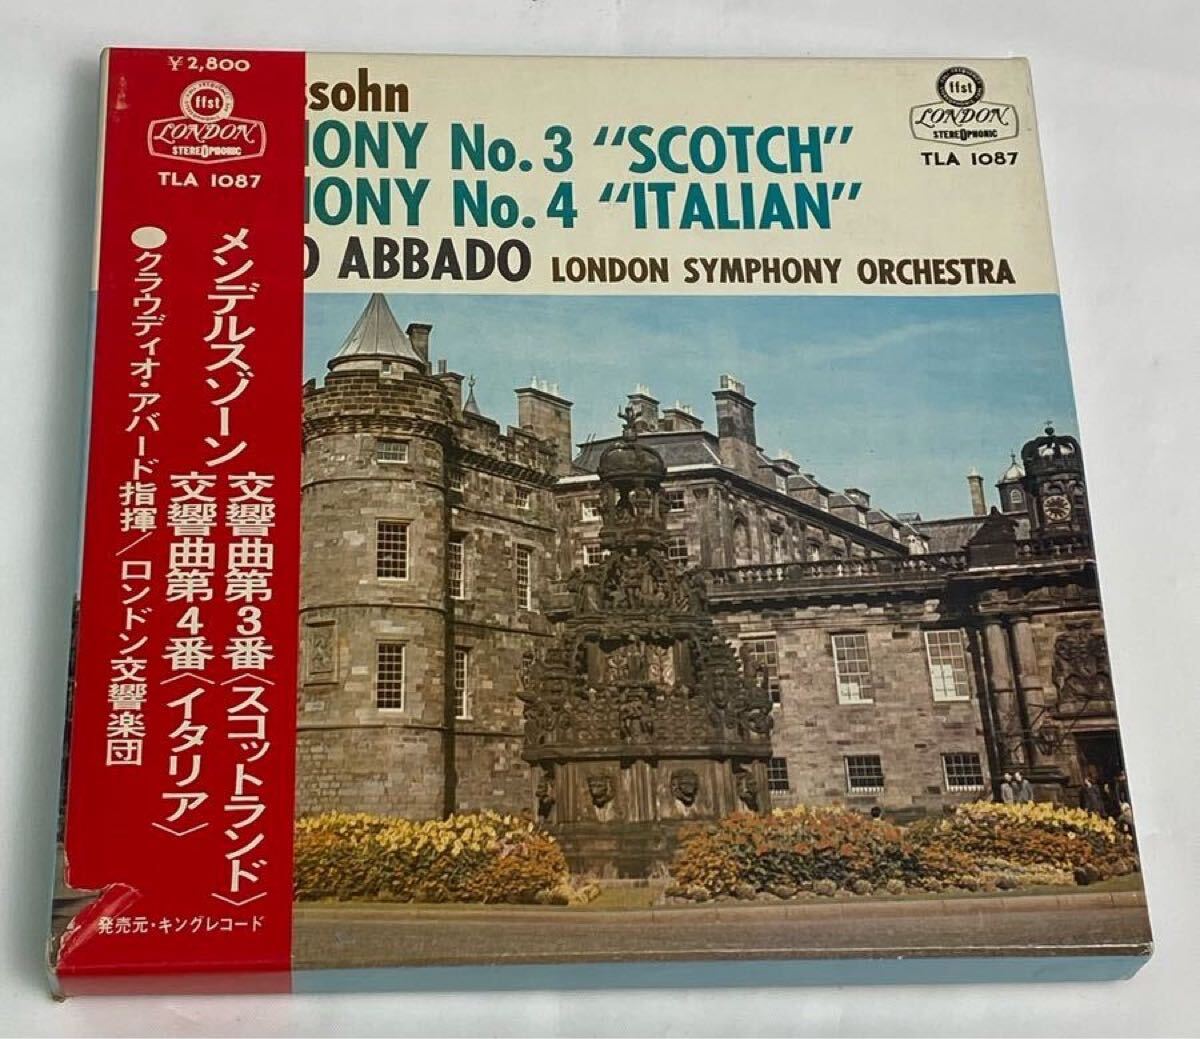 ¥2,800
ffst
LONDON
STEREOPHONIC
TLA 1087
メンデルスゾーン
交響曲第3番〈スコットランド〉
交響曲第4番〈イタリア〉
●クラウディオ・アバード指揮／ロンドン交響楽団
発売元・キングレコード
ssohn
IONY No. 3 “SCOTCH”
IONY No. 4 “ITALIAN”
O ABBADO LONDON SYMPHONY ORCHESTRA
ffst
LONDON
STEREOPHONIC
TLA 1087